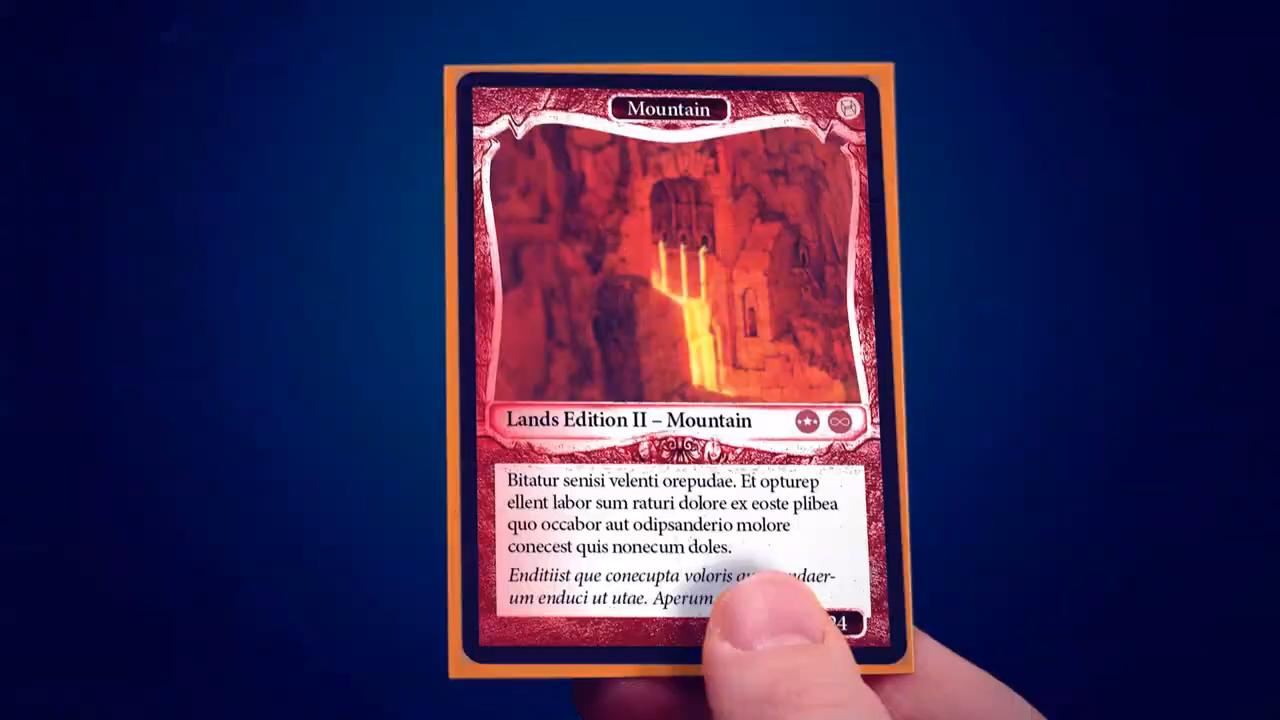 Mountain
Lands Edition II – Mountain
Bitatur senisi velenti orepudae. Et opturep
ellent labor sum raturi dolore ex eoste plibea
quo occabor aut odipsanderio molore
conecest quis nonecum doles.
Enditiist que conecupta voloris
um enduci ut utae. Aperum
24